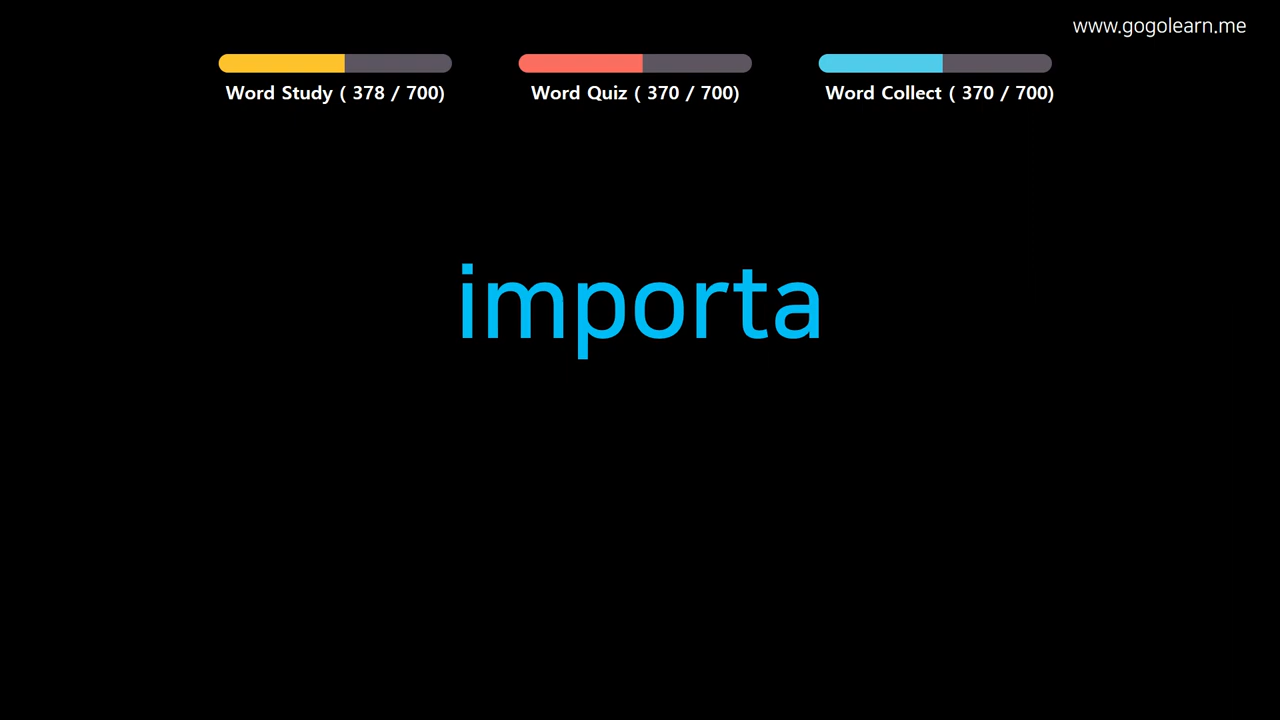 www.gogolearn.me
Word Study ( 378 / 700)
Word Quiz ( 370 / 700)
Word Collect ( 370 / 700)
importa